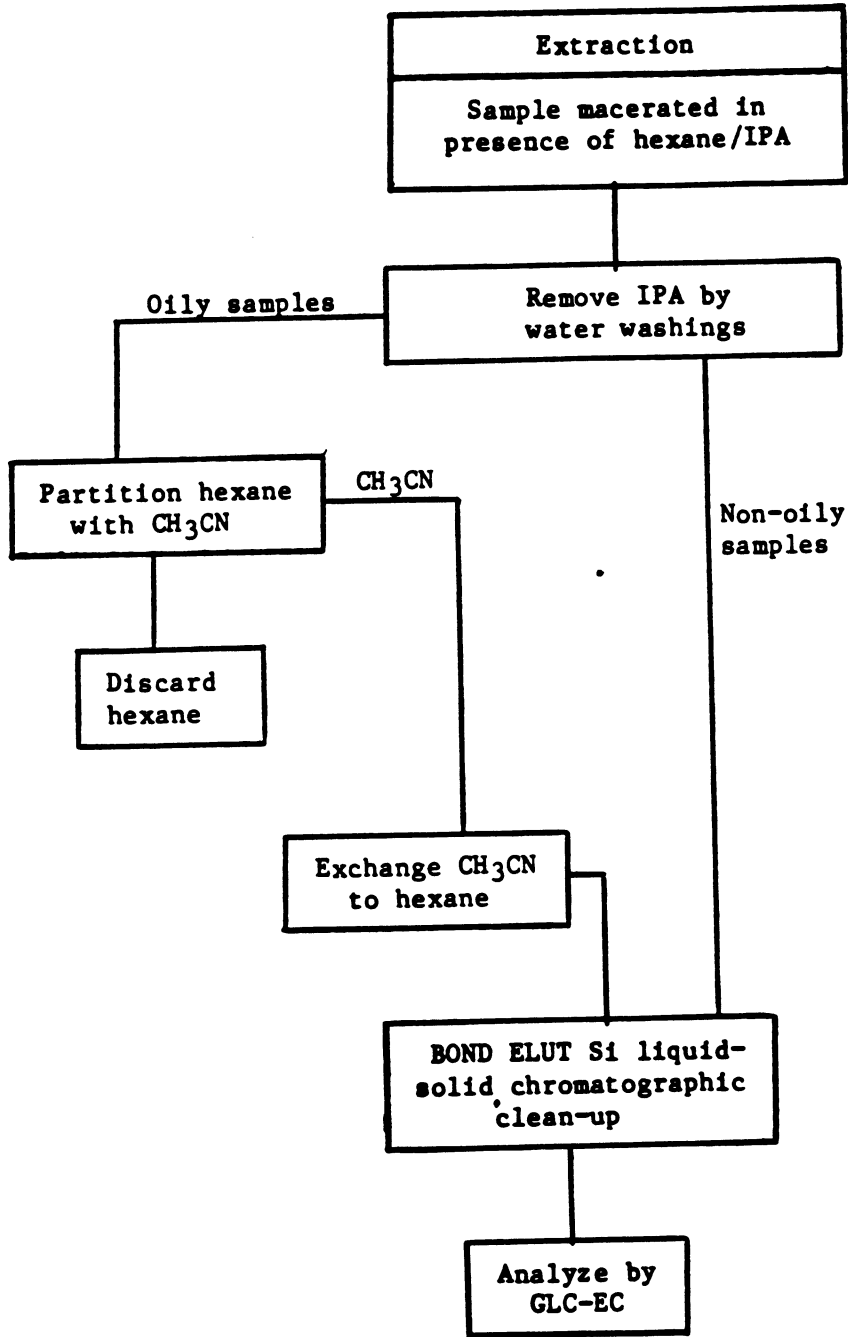 Extraction
Sample macerated in
presence of hexane/IPA
Remove IPA by
water washings
Oily samples
Partition hexane
with CH3CN
CH3CN
Non-oily
samples
Discard
hexane
Exchange CH3CN
to hexane
BOND ELUT Si liquid-
solid chromatographic
clean-up
Analyze by
GLC-EC